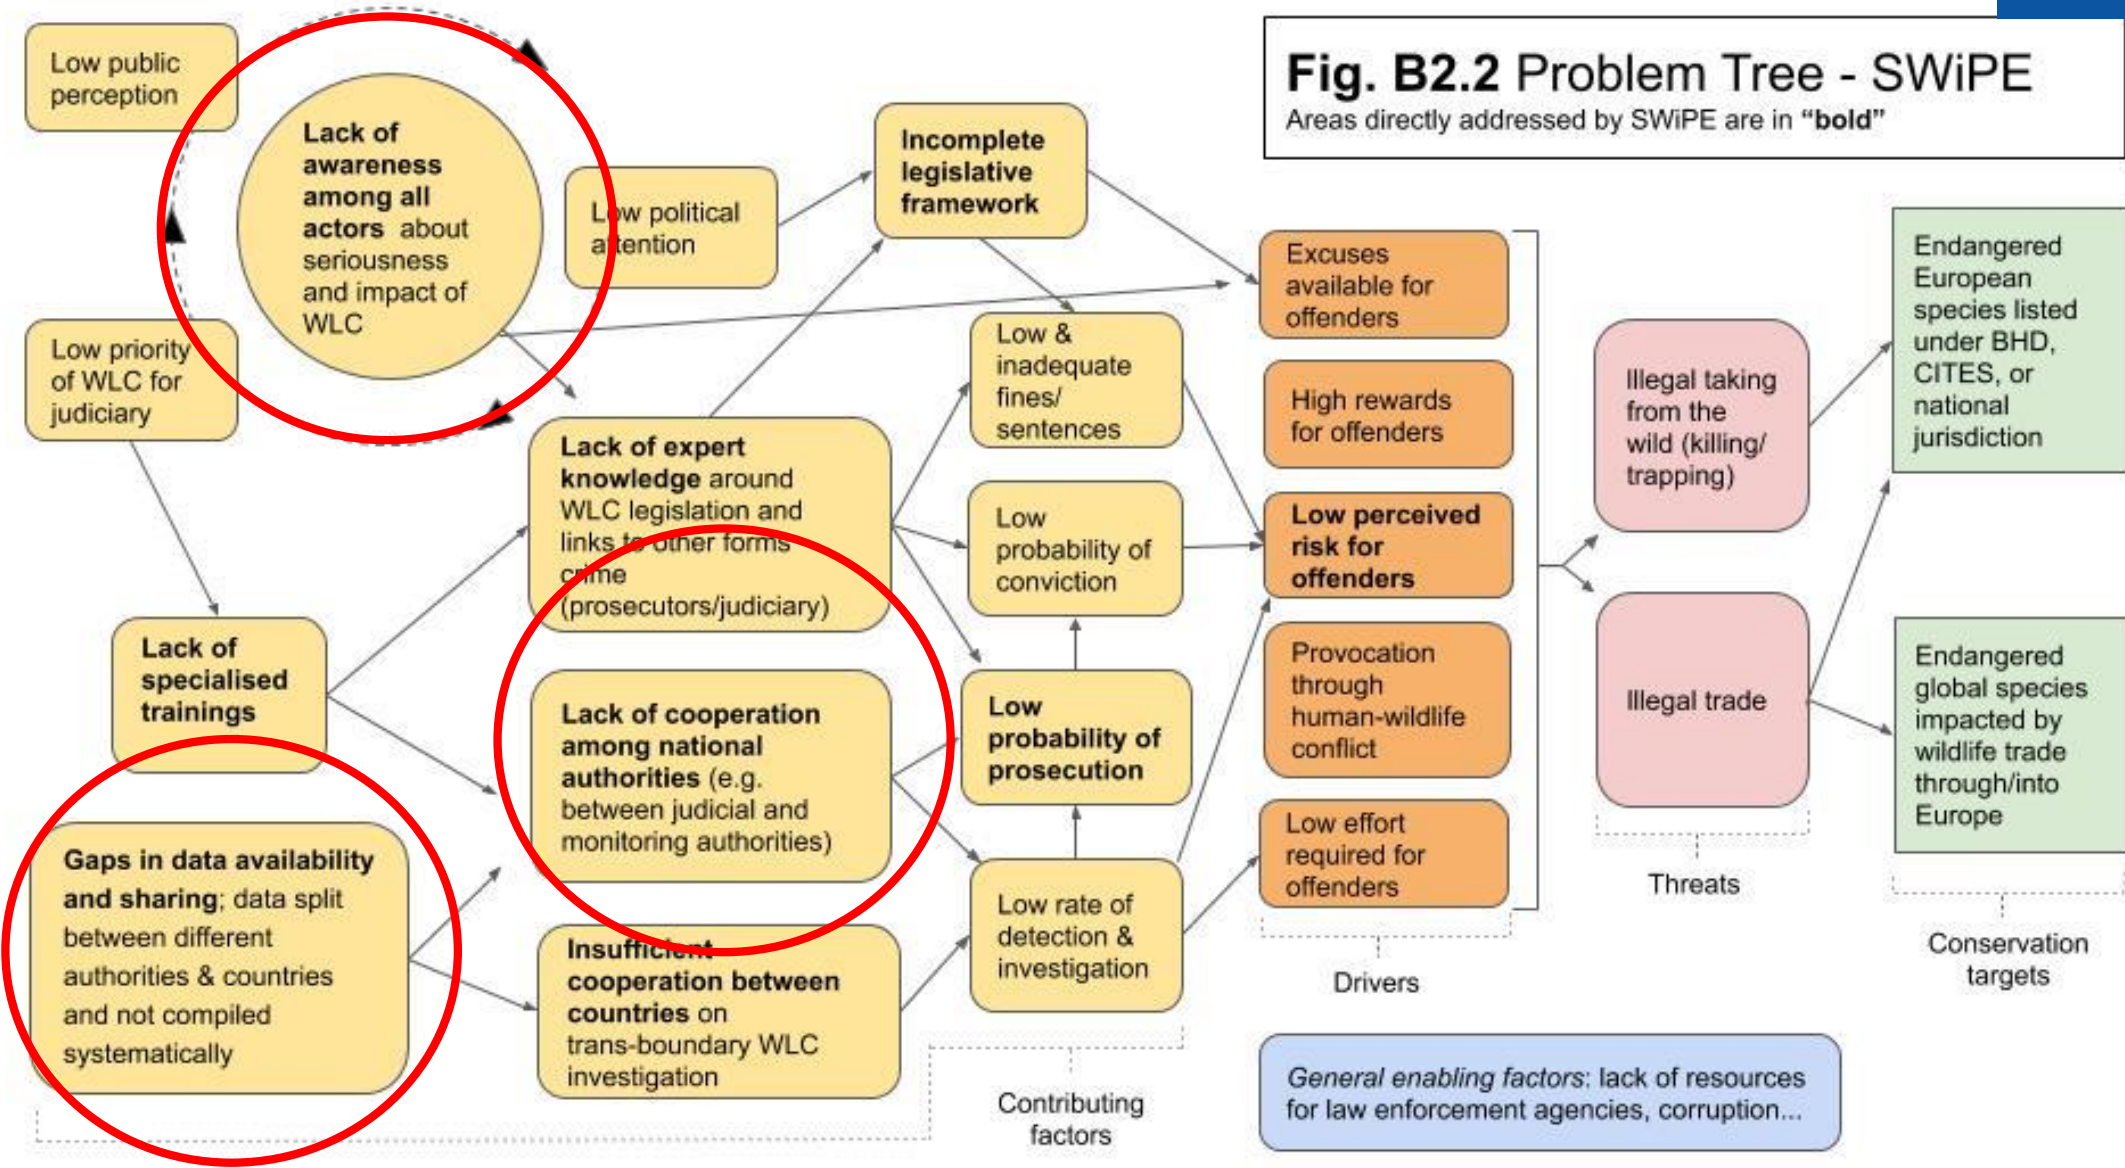 Fig. B2.2 Problem Tree - SWiPE
Areas directly addressed by SWiPE are in “bold”
Low public
perception
Lack of
awareness
among all
actors about
seriousness
and impact of
WLC
Low political
attention
Low priority
of WLC for
judiciary
Lack of
specialised
trainings
Gaps in data availability
and sharing; data split
between different
authorities & countries
and not compiled
systematically
Lack of expert
knowledge around
WLC legislation and
links to other forms
crime
(prosecutors/judiciary)
Lack of cooperation
among national
authorities (e.g.
between judicial and
monitoring authorities)
Insufficient
cooperation between
countries on
trans-boundary WLC
investigation
Incomplete
legislative
framework
Low &
inadequate
fines/
sentences
Low
probability of
conviction
Low
probability of
prosecution
Low rate of
detection &
investigation
Contributing
factors
Excuses
available for
offenders
High rewards
for offenders
Low perceived
risk for
offenders
Provocation
through
human-wildlife
conflict
Low effort
required for
offenders
Drivers
Illegal taking
from the
wild (killing/
trapping)
Illegal trade
Threats
Endangered
European
species listed
under BHD,
CITES, or
national
jurisdiction
Endangered
global species
impacted by
wildlife trade
through/into
Europe
Conservation
targets
General enabling factors: lack of resources
for law enforcement agencies, corruption...